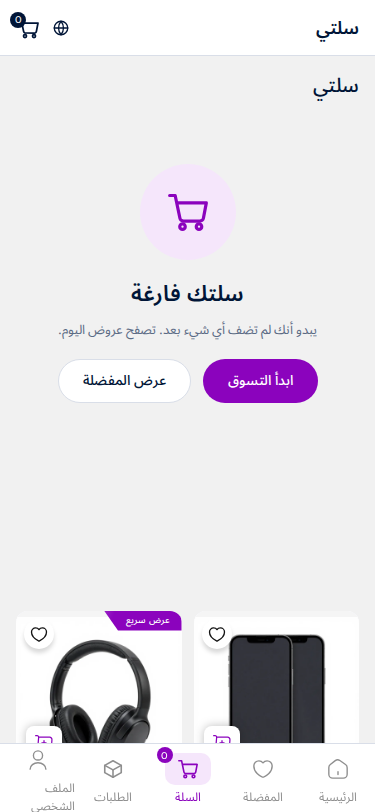 سلتي
0
سلتي
سلتك فارغة
يبدو أنك لم تضف أي شيء بعد. تصفح عروض اليوم.
ابدأ التسوق
عرض المفضلة
عرض سريع
الرئيسية
المفضلة
0
السلة
الطلبات
الملف
الشخصي